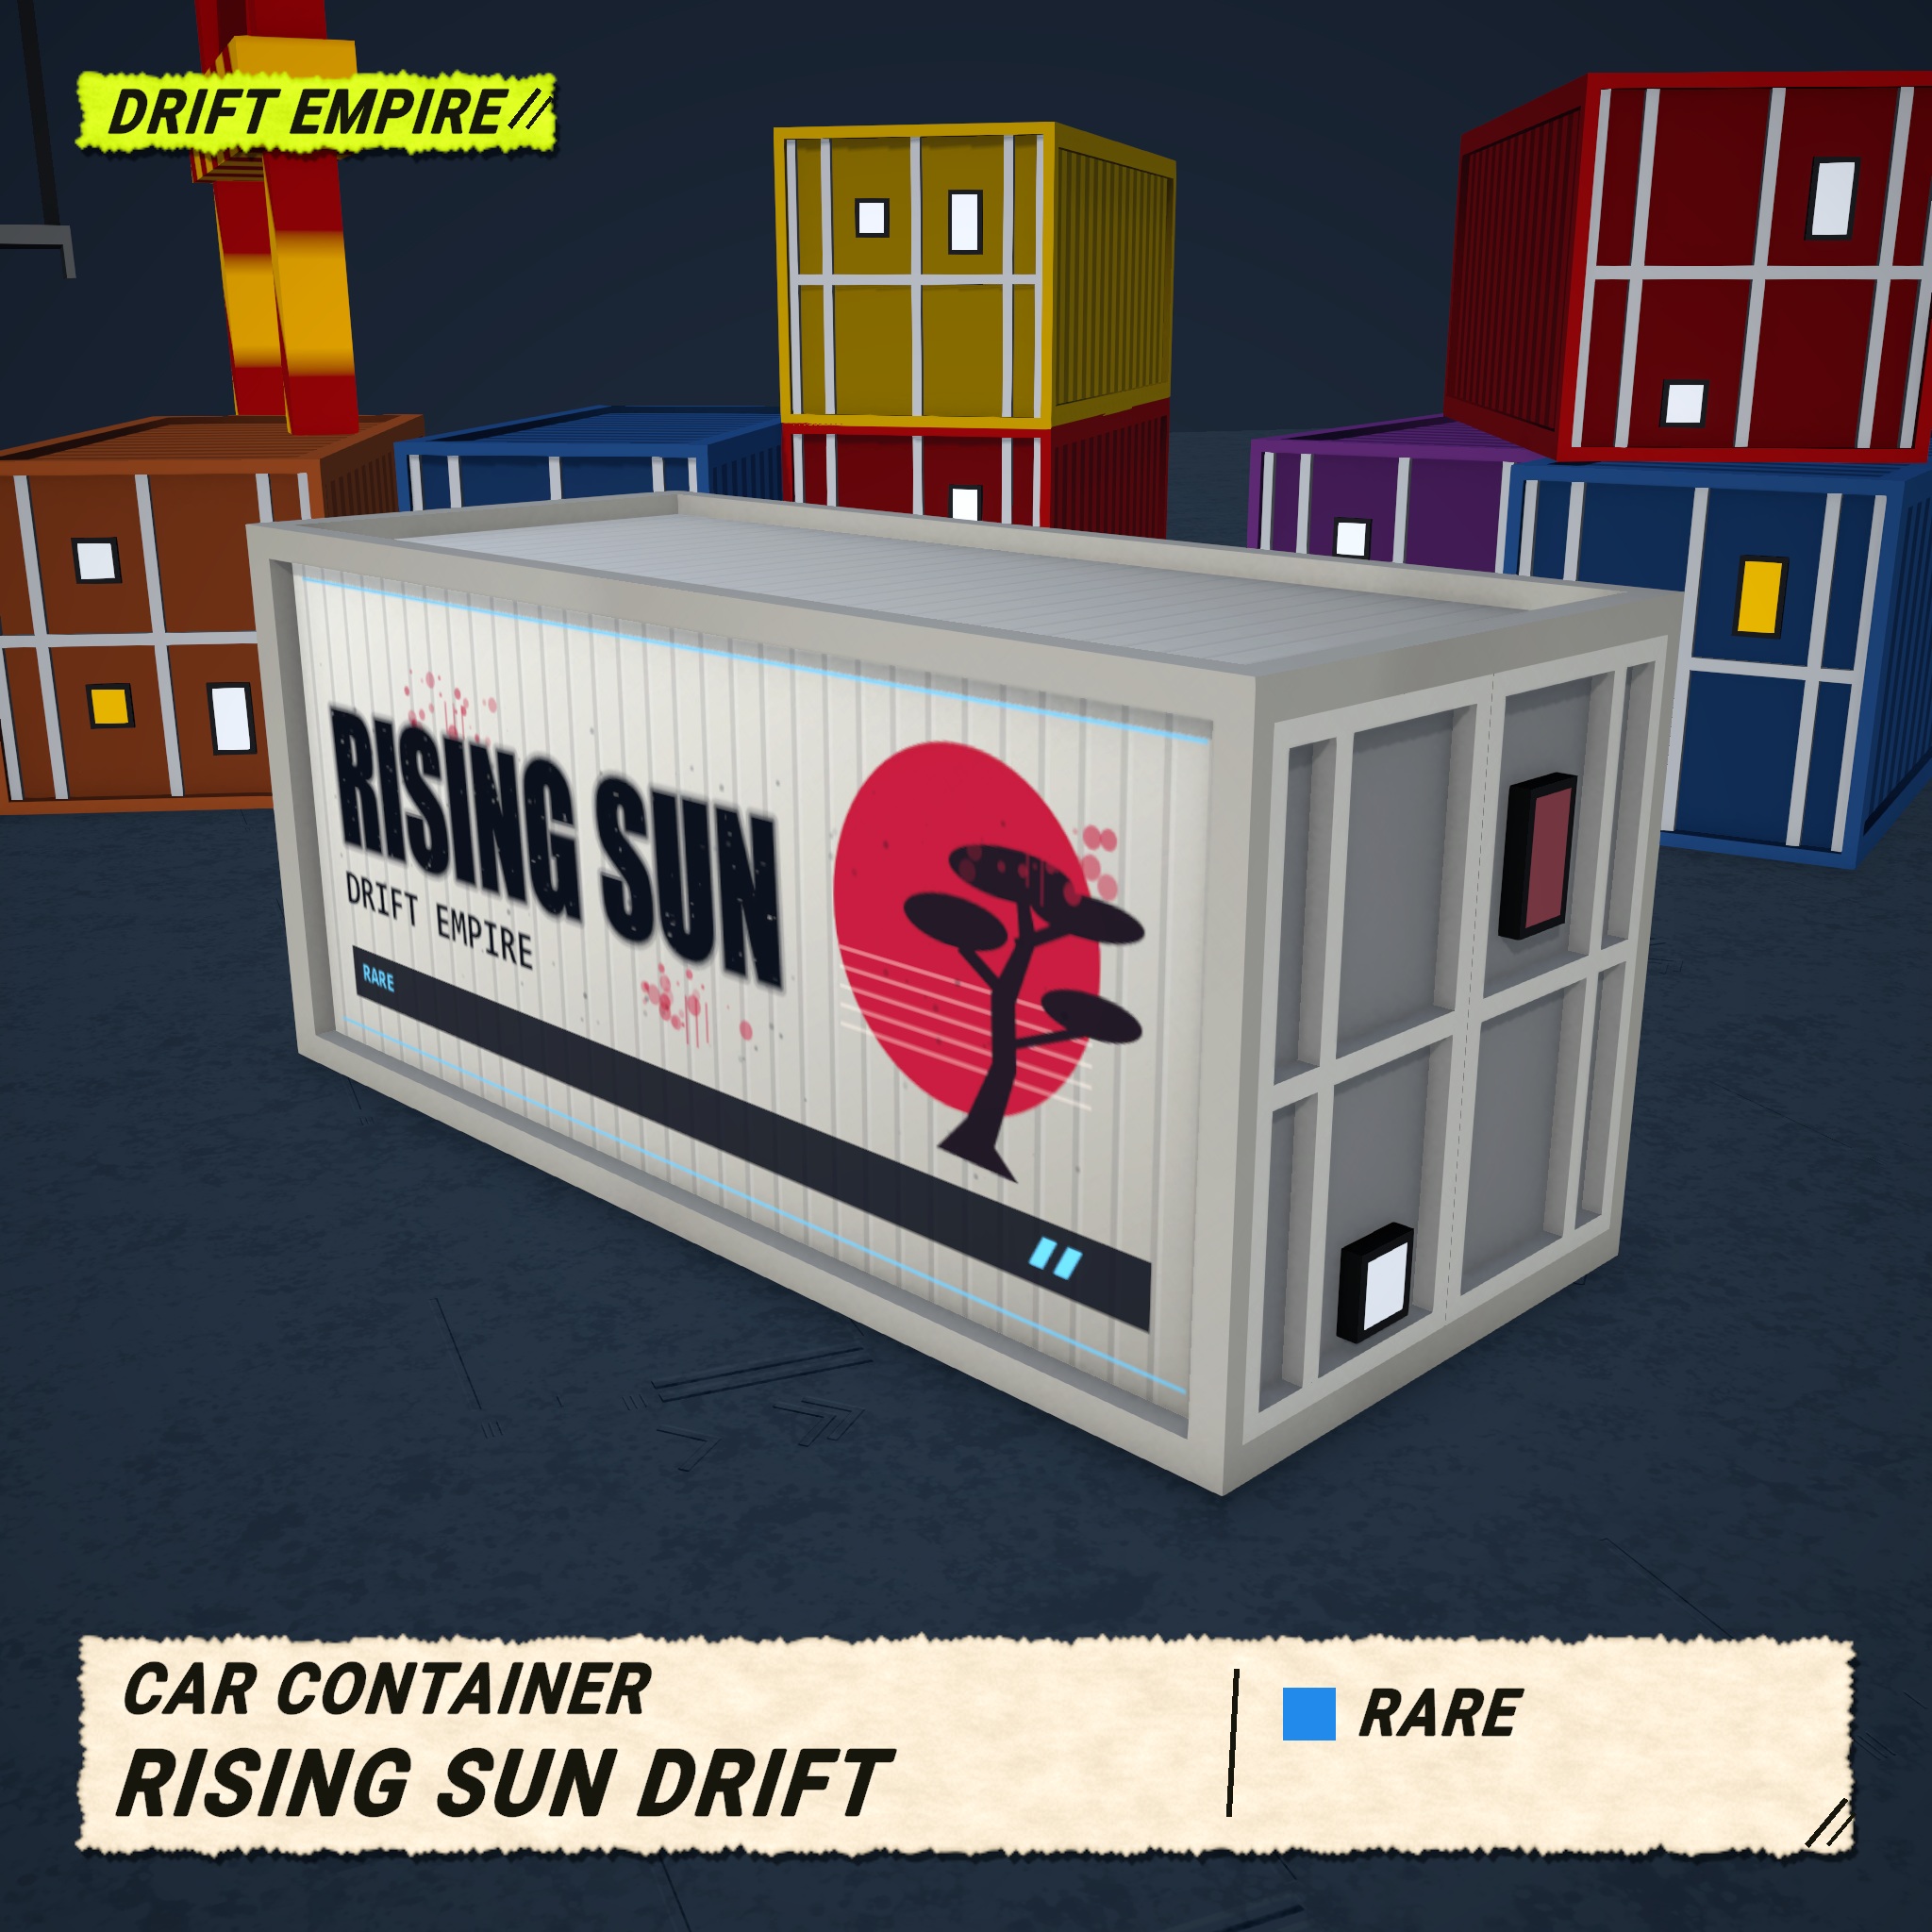 DRIFT EMPIRE//
RISING SUN
DRIFT EMPIRE
RARE
CAR CONTAINER
RISING SUN DRIFT
RARE